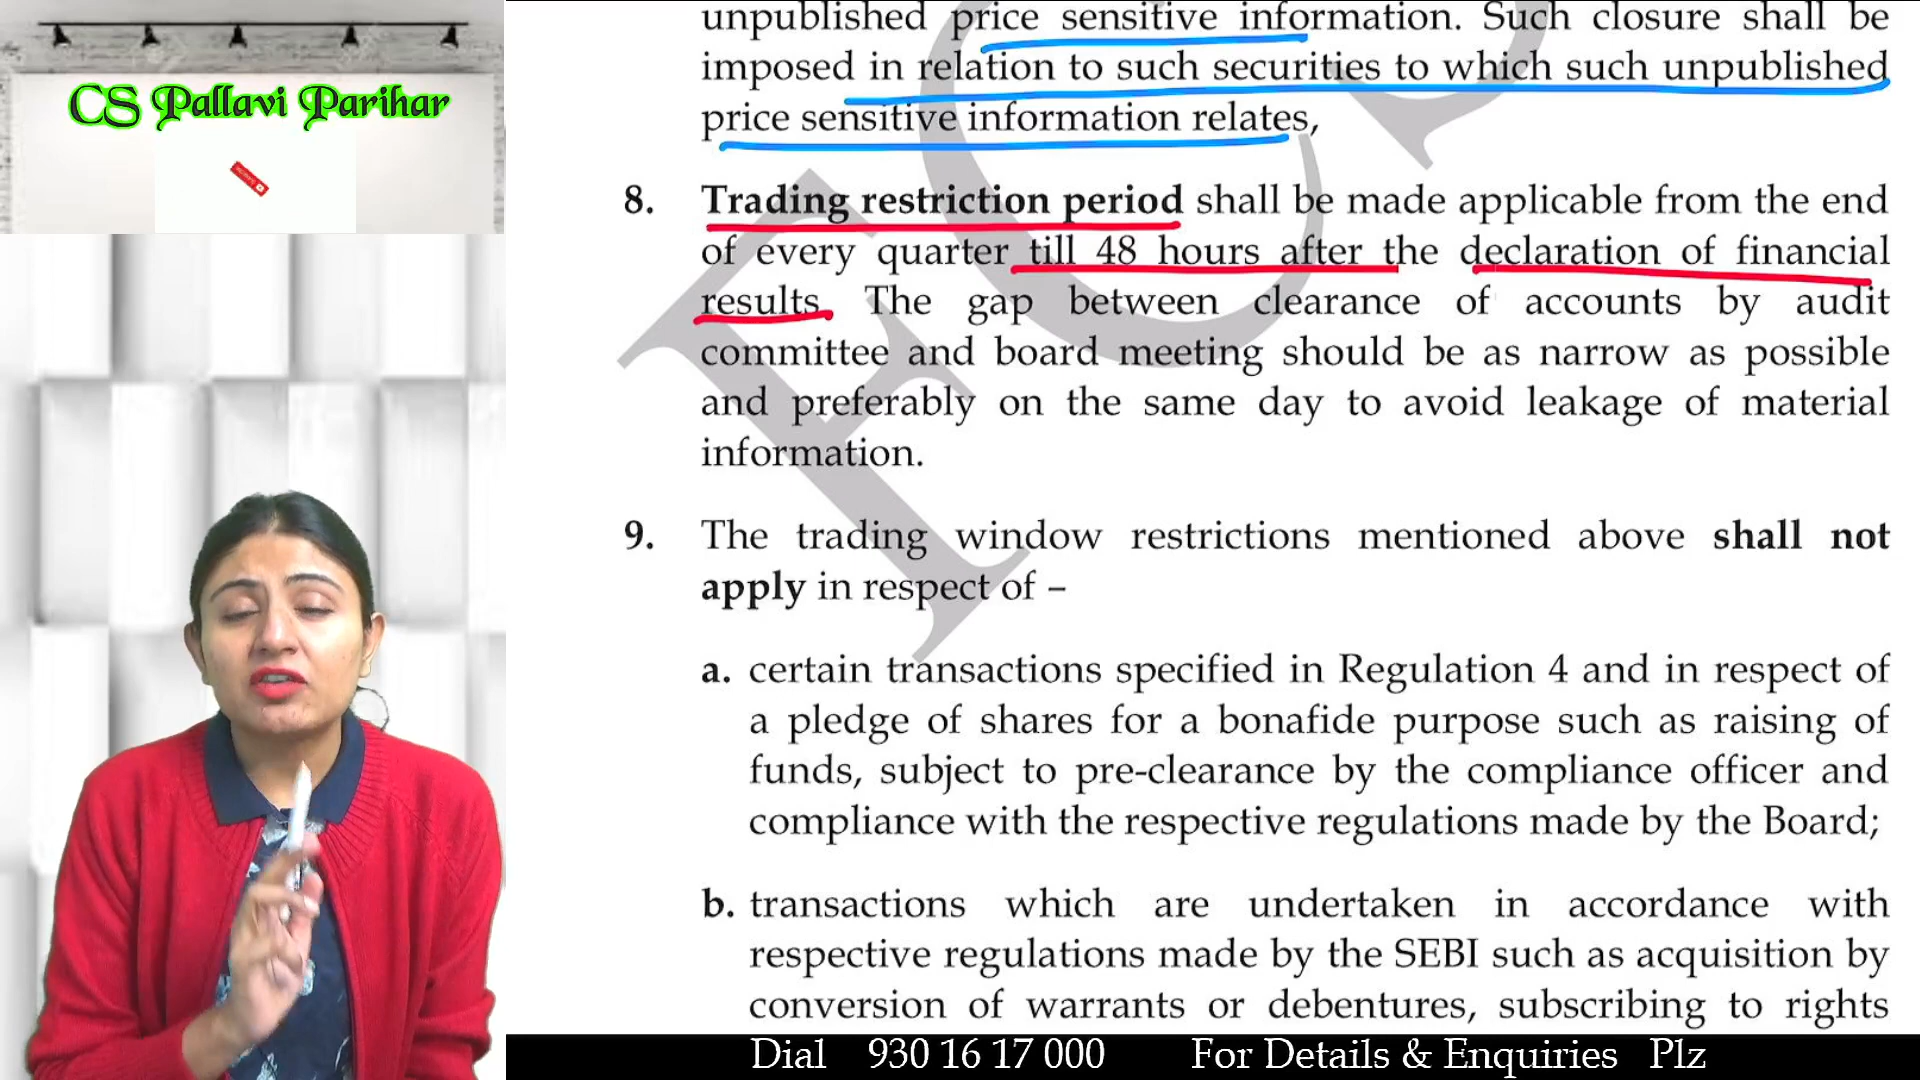 CS Pallavi Parihar
unpublished price sensitive information. Such closure shall be
imposed in relation to such securities to which such unpublished
price sensitive information relates,
8. Trading restriction period shall be made applicable from the end
of every quarter till 48 hours after the declaration of financial
results. The gap between clearance of accounts by audit
committee and board meeting should be as narrow as possible
and preferably on the same day to avoid leakage of material
information.
9. The trading window restrictions mentioned above shall not
apply in respect of –
a. certain transactions specified in Regulation 4 and in respect of
a pledge of shares for a bonafide purpose such as raising of
funds, subject to pre-clearance by the compliance officer and
compliance with the respective regulations made by the Board;
b. transactions which are undertaken in accordance with
respective regulations made by the SEBI such as acquisition by
conversion of warrants or debentures, subscribing to rights
Dial 930 16 17 000 For Details & Enquiries Plz